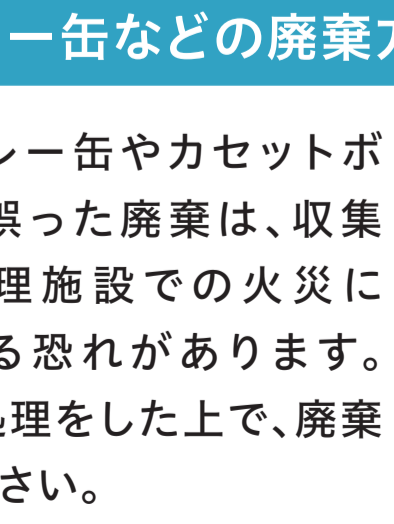 ー缶などの廃棄方
レー缶やカセットボ
誤った廃棄は、収集
理施設での火災に
る恐れがあります。
処理をした上で、廃棄
さい。